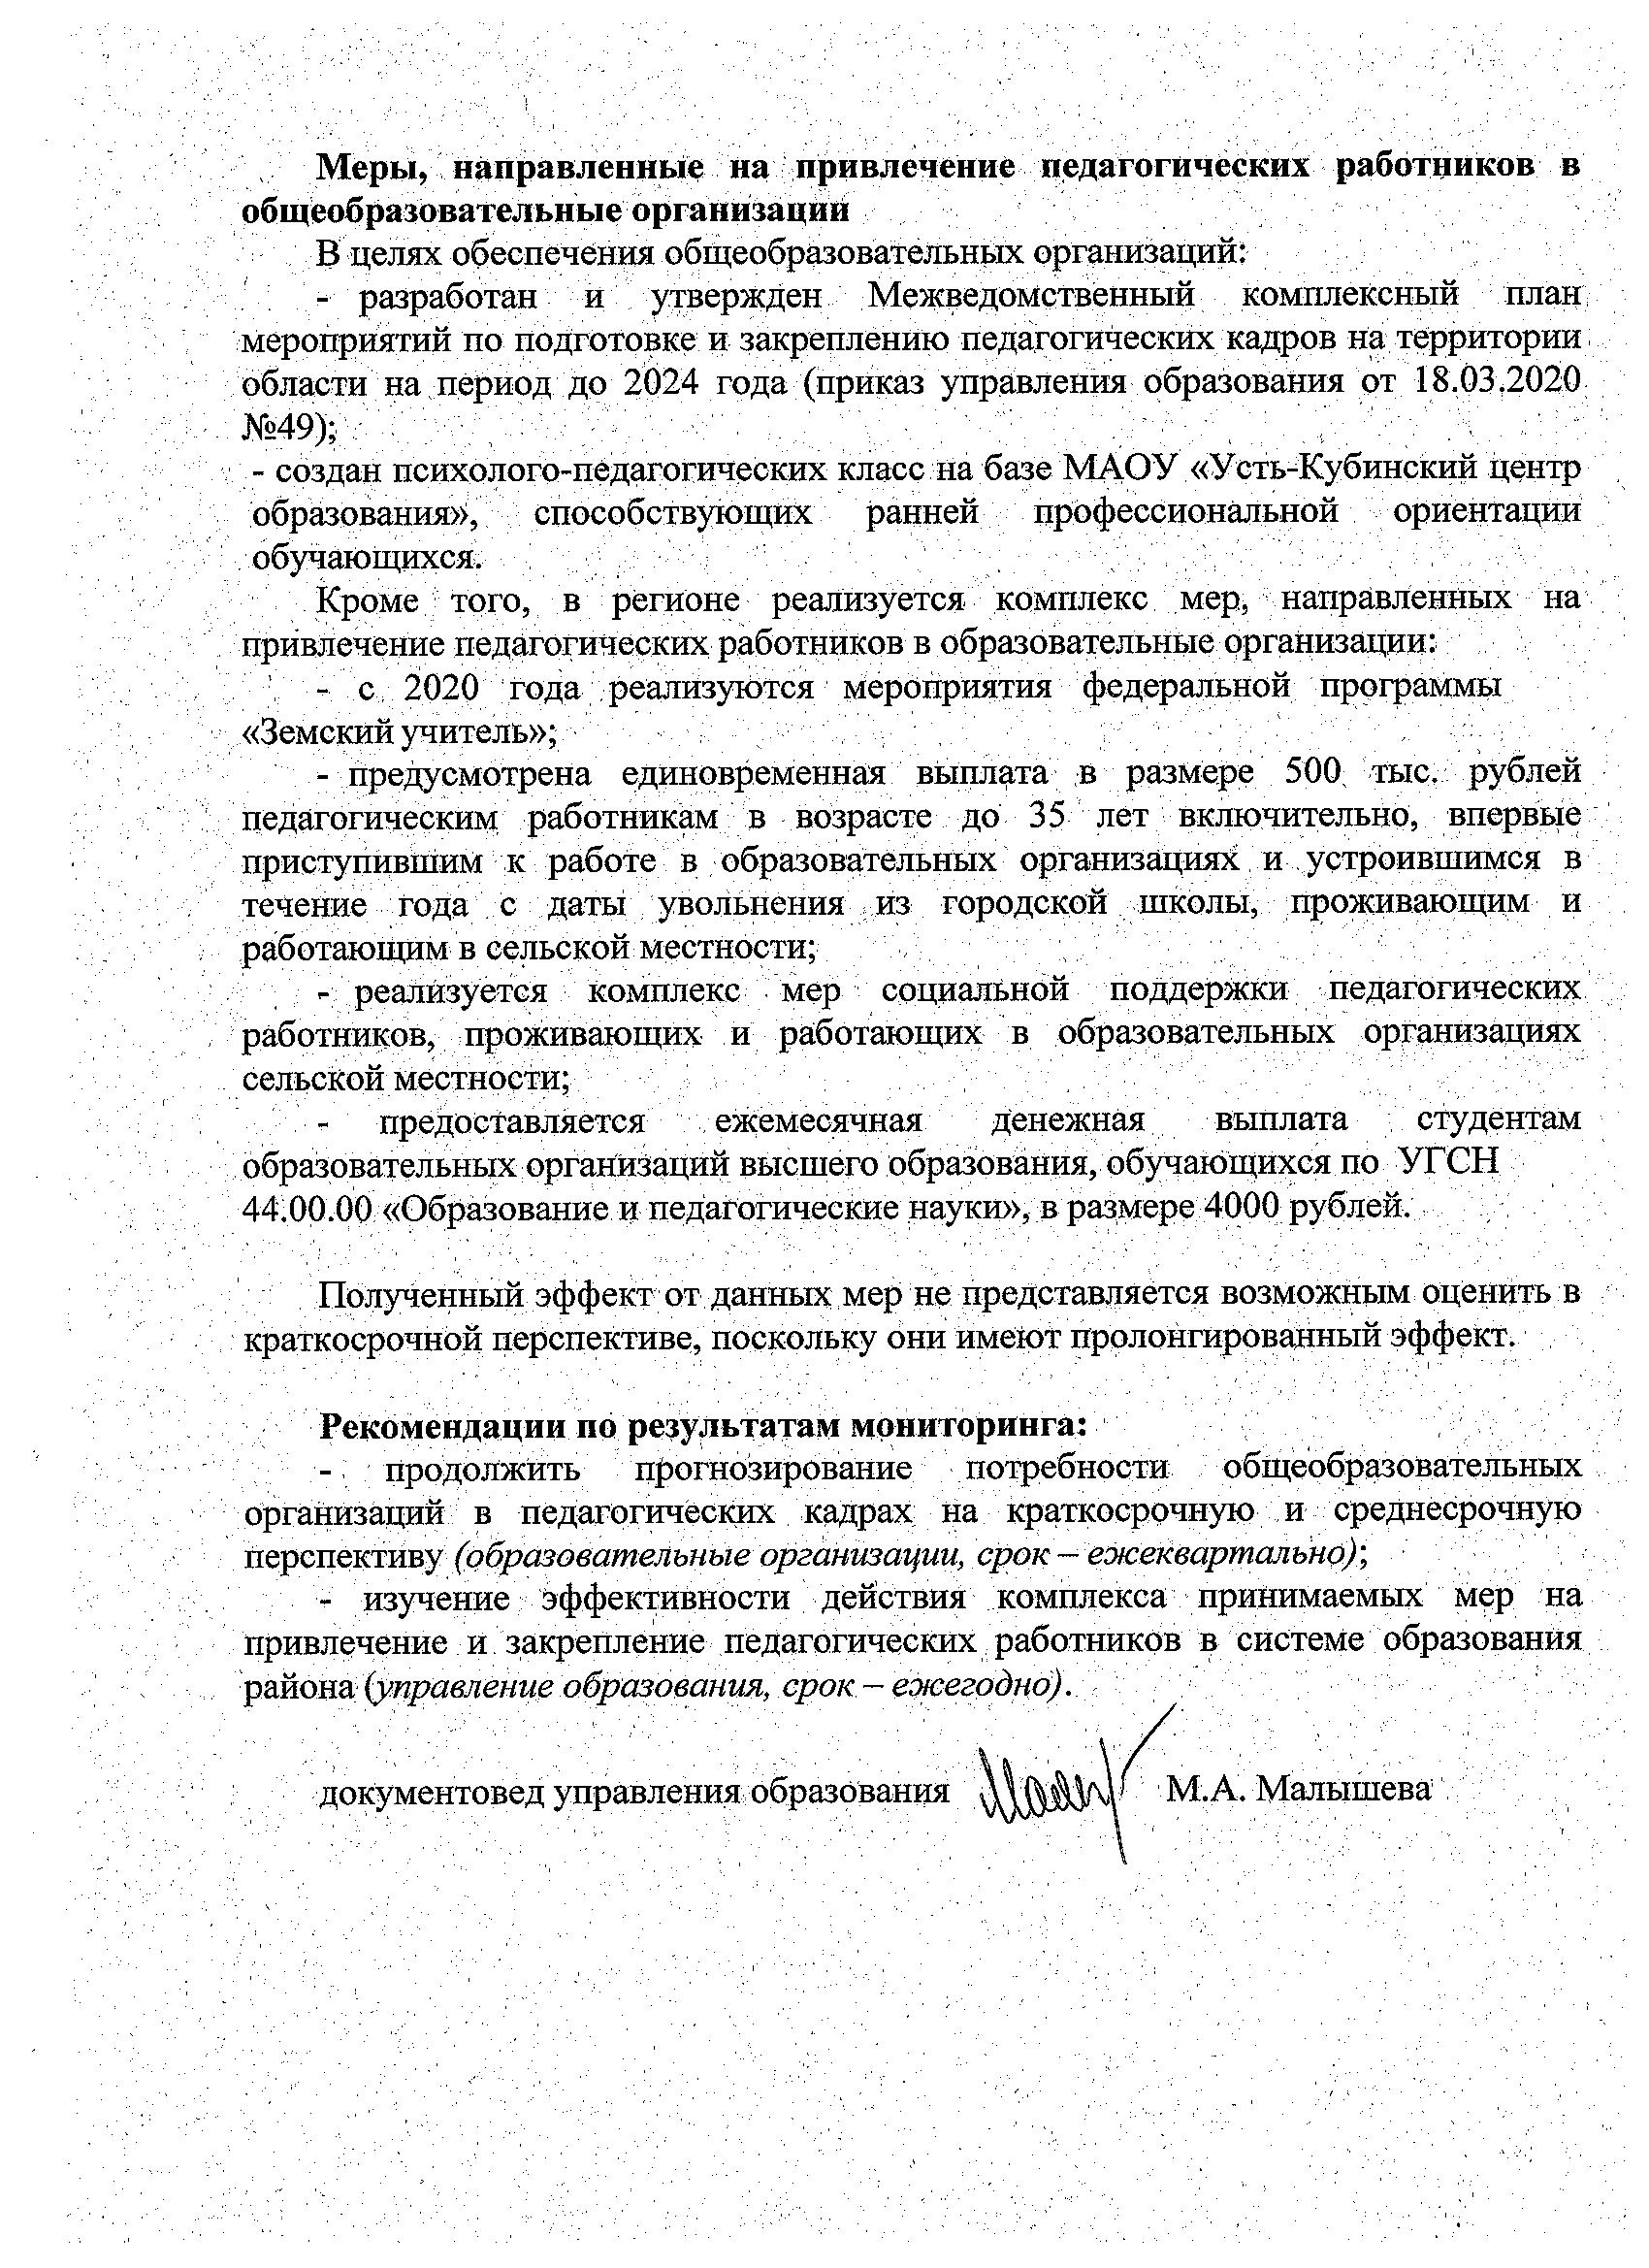 Меры, направленные на привлечение педагогических работников в
общеобразовательные организации
В целях обеспечения общеобразовательных организаций:
- разработан и утвержден Межведомственный комплексный план
мероприятий по подготовке и закреплению педагогических кадров на территории
области на период до 2024 года (приказ управления образования от 18.03.2020
№49);
- создан психолого-педагогических класс на базе МАОУ «Усть-Кубинский центр
образования», способствующих ранней профессиональной ориентации
обучающихся.
Кроме того, в регионе реализуется комплекс мер, направленных на
привлечение педагогических работников в образовательные организации:
- с 2020 года реализуются мероприятия федеральной программы
«Земский учитель»;
- предусмотрена единовременная выплата в размере 500 тыс. рублей
педагогическим работникам в возрасте до 35 лет включительно, впервые
приступившим к работе в образовательных организациях и устроившимся в
течение года с даты увольнения из городской школы, проживающим и
работающим в сельской местности;
- реализуется комплекс мер социальной поддержки педагогических
работников, проживающих и работающих в образовательных организациях
сельской местности;
- предоставляется ежемесячная денежная выплата студентам
образовательных организаций высшего образования, обучающихся по УГСН
44.00.00 «Образование и педагогические науки», в размере 4000 рублей.
Полученный эффект от данных мер не представляется возможным оценить в
краткосрочной перспективе, поскольку они имеют пролонгированный эффект.
Рекомендации по результатам мониторинга:
- продолжить прогнозирование потребности общеобразовательных
организаций в педагогических кадрах на краткосрочную и среднесрочную
перспективу (образовательные организации, срок – ежеквартально);
- изучение эффективности действия комплекса принимаемых мер на
привлечение и закрепление педагогических работников в системе образования
района (управление образования, срок – ежегодно).
документовед управления образования М.А. Малышева